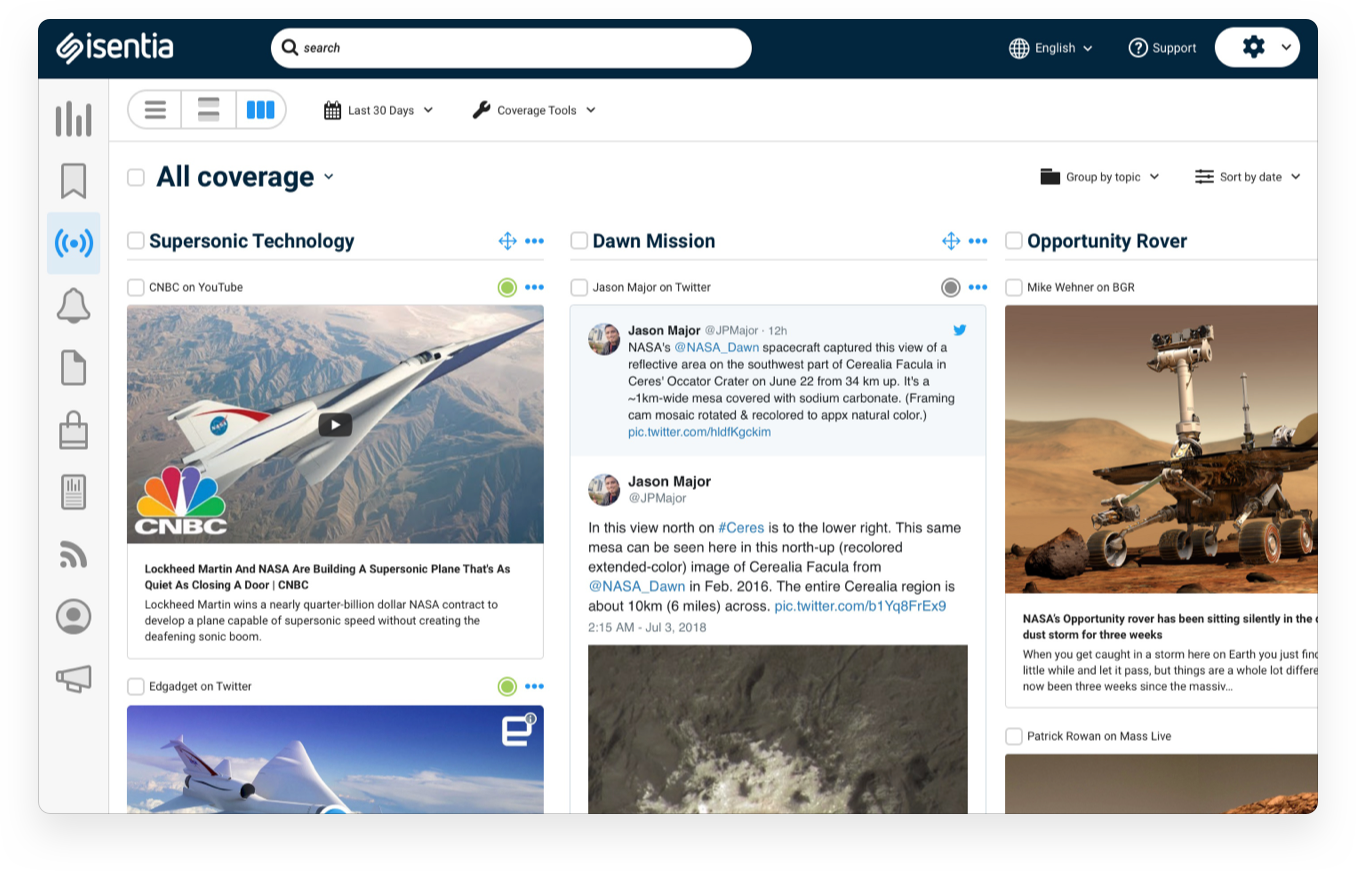 isentia
search
English
Support
Last 30 Days
Coverage Tools
All coverage
Group by topic
Sort by date
Supersonic Technology
CNBC on YouTube
NASA
CNBC
Lockheed Martin And NASA Are Building A Supersonic Plane That's As
Quiet As Closing A Door | CNBC
Lockheed Martin wins a nearly quarter-billion dollar NASA contract to
develop a plane capable of supersonic speed without creating the
deafening sonic boom.
Edgadget on Twitter
Dawn Mission
Jason Major on Twitter
Jason Major @JPMajor · 12h
NASA's @NASA_Dawn spacecraft captured this view of a
reflective area on the southwest part of Cerealia Facula in
Ceres' Occator Crater on June 22 from 34 km up. It's a
~1km-wide mesa covered with sodium carbonate. (Framing
cam mosaic rotated & recolored to appx natural color.)
pic.twitter.com/hldfKgckim
Jason Major
@JPMajor
In this view north on #Ceres is to the lower right. This same
mesa can be seen here in this north-up (recolored
extended-color) image of Cerealia Facula from
@NASA_Dawn in Feb. 2016. The entire Cerealia region is
about 10km (6 miles) across. pic.twitter.com/b1Yq8FrEx9
2:15 AM - Jul 3, 2018
Opportunity Rover
Mike Wehner on BGR
NASA's Opportunity rover has been sitting silently in the
dust storm for three weeks
When you get caught in a storm here on Earth you just
little while and let it pass, but things are a whole lot
now been three weeks since the massiv...
Patrick Rowan on Mass Live